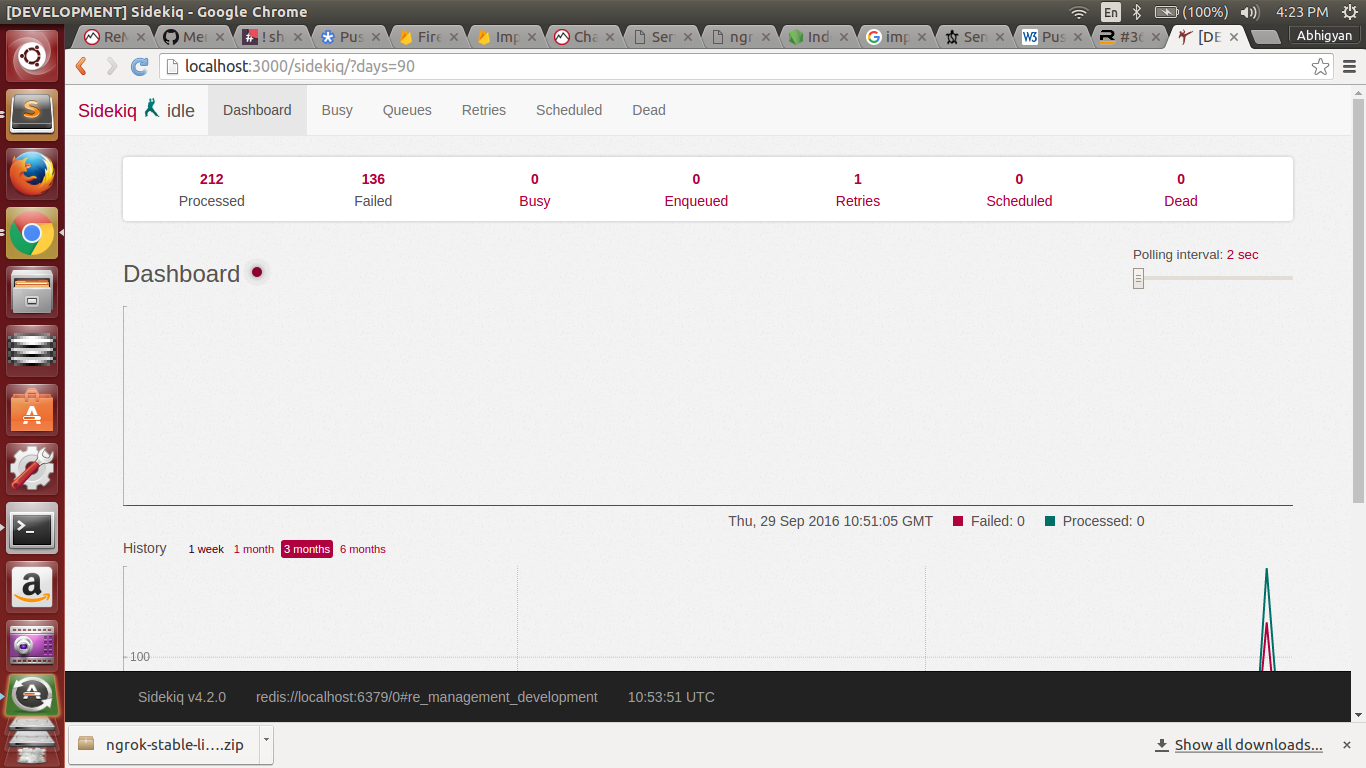 [DEVELOPMENT] Sidekiq - Google Chrome
En
(100%)
4:23 PM
ReM
Mer
! sh
Pus
Fire
Imp
Cha
Ser
ngr
Ind
imp
Sen
Pus
#36
[DE
Abhigyan
localhost:3000/sidekiq/?days=90
Sidekiq idle
Dashboard
Busy
Queues
Retries
Scheduled
Dead
212 136 0 0 1 0 0
Processed Failed Busy Enqueued Retries Scheduled Dead
Polling interval: 2 sec
Dashboard
Thu, 29 Sep 2016 10:51:05 GMT Failed: 0 Processed: 0
History 1 week 1 month 3 months 6 months
100
Sidekiq v4.2.0 redis://localhost:6379/0#re_management_development 10:53:51 UTC
ngrok-stable-li....zip
Show all downloads...